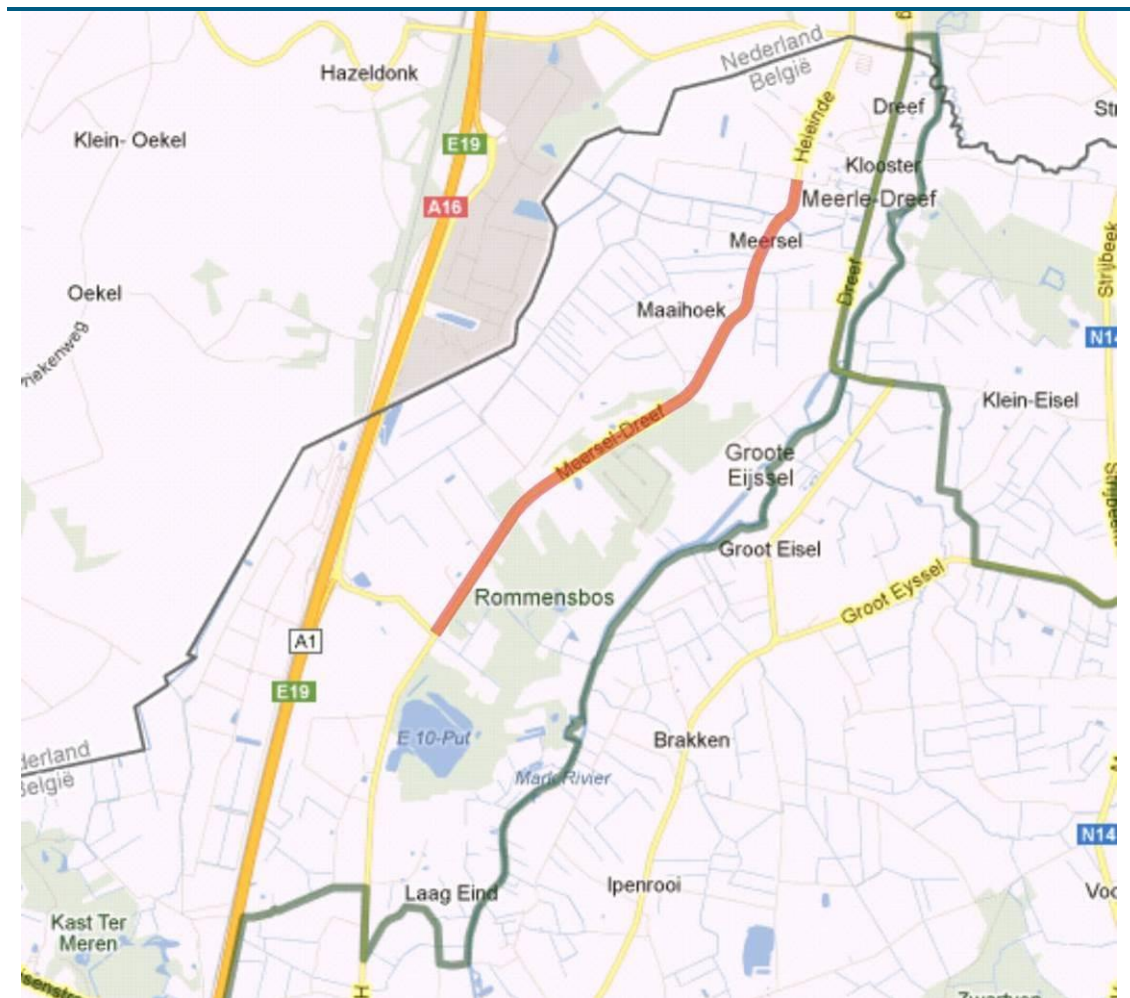 Nederland
België
Hazeldonk
Klein- Oekel
E19
A16
Heieinde
Dreef
Klooster
Meerle-Dreef
Meersel
Oekel
Maaihoek
Dreef
Strijbeek
N14
Klein-Eisel
Meersel-Dreef
Groote
Eijssel
Groot Eisel
Groot Eyssel
Rommensbos
A1
E19
E 10-Put
Brakken
Mark Rivier
België
N14
Laag Eind
Ipenrooi
Kast Ter
Meren